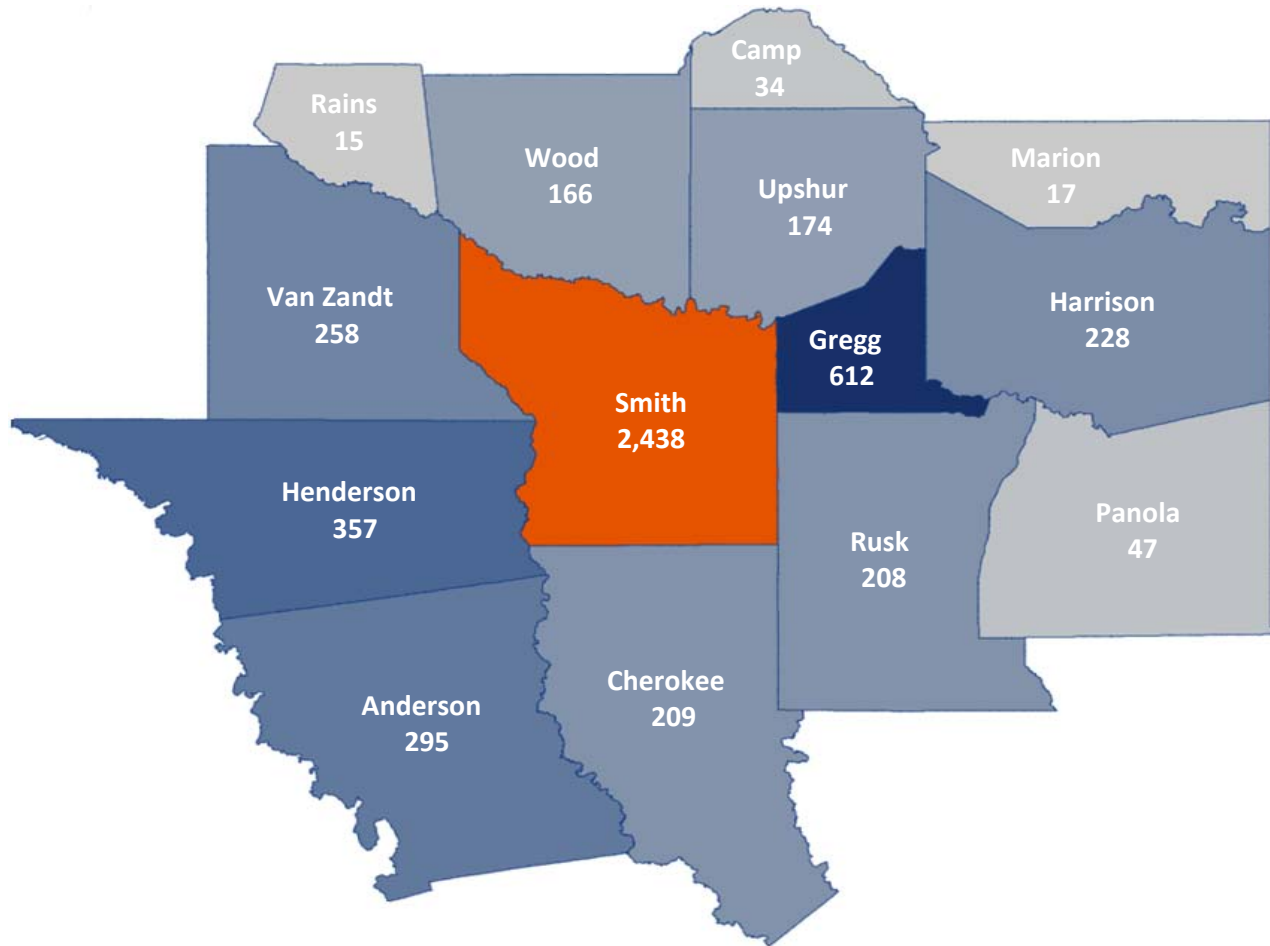 Camp
34
Rains
15
Wood
166
Marion
17
Upshur
174
Van Zandt
258
Harrison
228
Gregg
612
Smith
2,438
Henderson
357
Panola
47
Rusk
208
Cherokee
209
Anderson
295